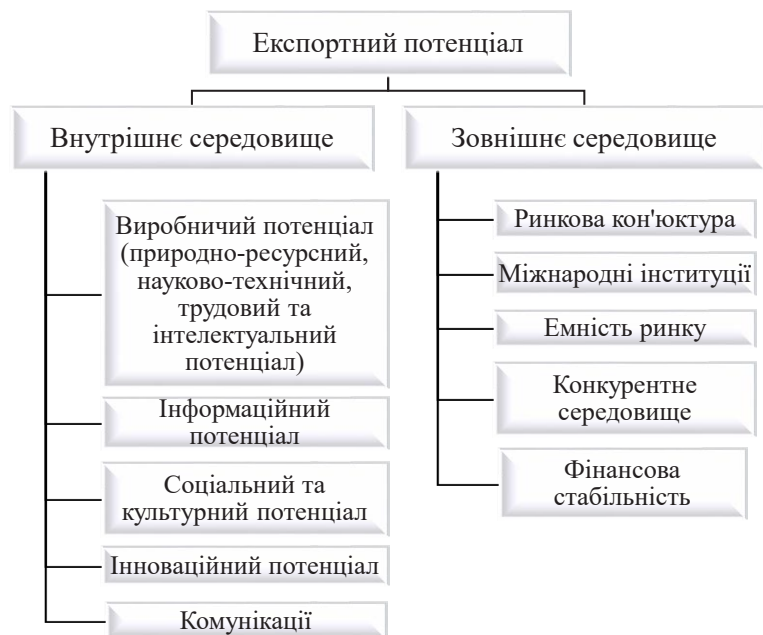 Експортний потенціал
Внутрішнє середовище
Виробничий потенціал
(природно-ресурсний,
науково-технічний,
трудовий та
інтелектуальний
потенціал)
Інформаційний
потенціал
Соціальний та
культурний потенціал
Інноваційний потенціал
Комунікації
Зовнішнє середовище
Ринкова кон'юктура
Міжнародні інституції
Емність ринку
Конкурентне
середовище
Фінансова
стабільність